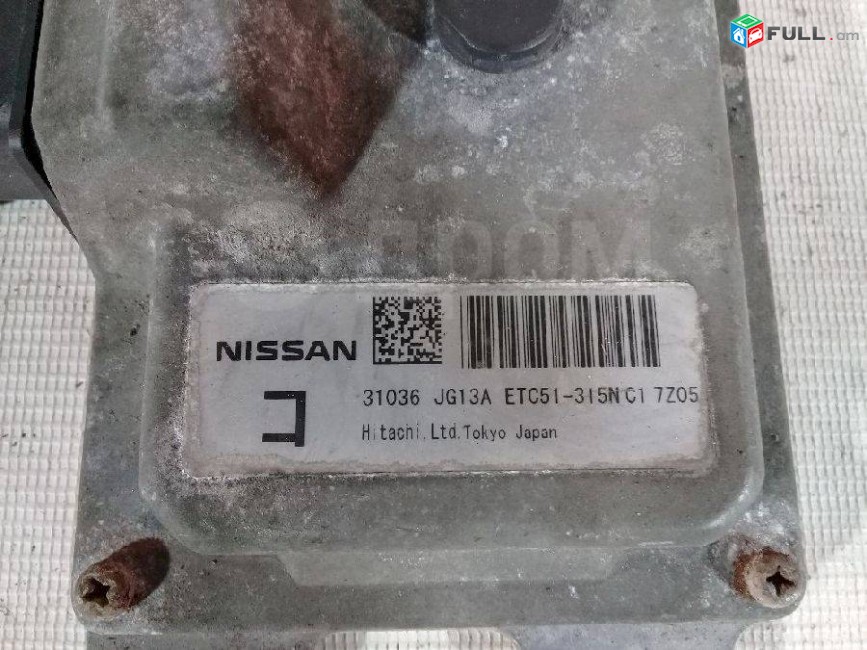 FULL.am
NISSAN
31036 JG13A ETC51-315N C1 7Z05
コ
Hitachi,Ltd.Tokyo Japan